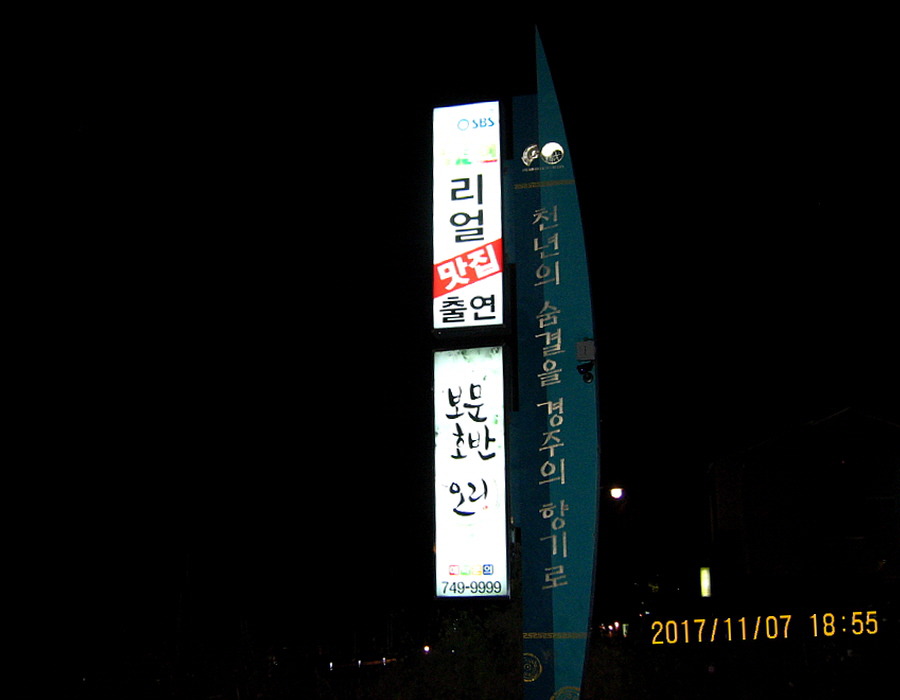 SBS
리얼
맛집
출연
보문
호반
오리
749-9999
천년의 숨결을 경주의 향기로
2017/11/07 18:55